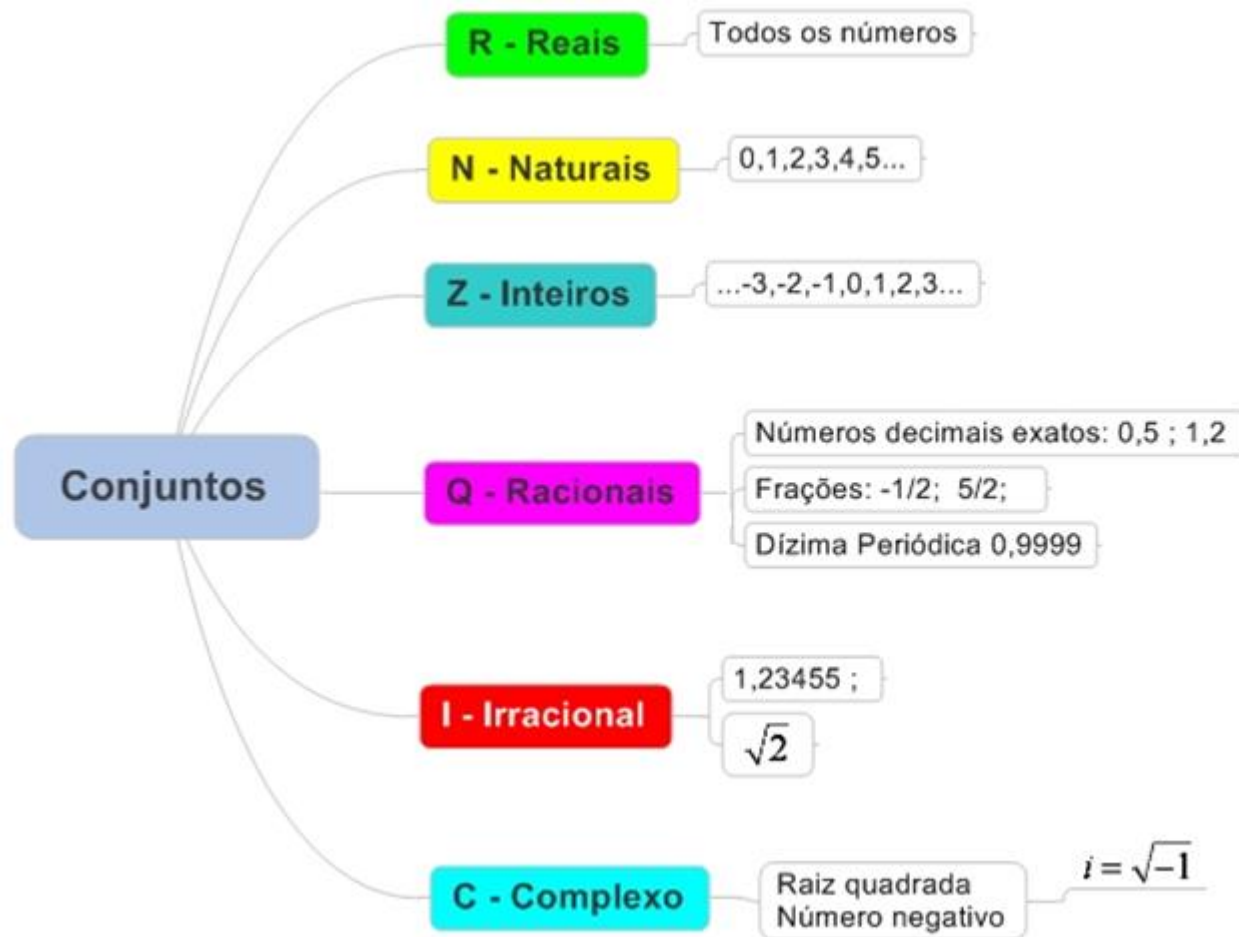 R - Reais
Todos os números
N - Naturais
0,1,2,3,4,5...
Z - Inteiros
...-3,-2,-1,0,1,2,3...
Conjuntos
Q - Racionais
Números decimais exatos: 0,5 ; 1,2
Frações: -1/2;  5/2;
Dízima Periódica 0,9999
I - Irracional
1,23455 ;
√2
C - Complexo
Raiz quadrada
Número negativo
i = √-1